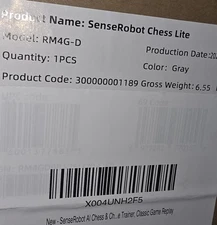 Product Name: SenseRobot Chess Lite
Model: RM4G-D
Production Date:202
Quantity: 1PCS
Color: Gray
Product Code: 300000001189 Gross Weight: 6.55
X004UNH2F5
New - SenseRobot AI Chess & Ch...e Trainer, Classic Game Replay